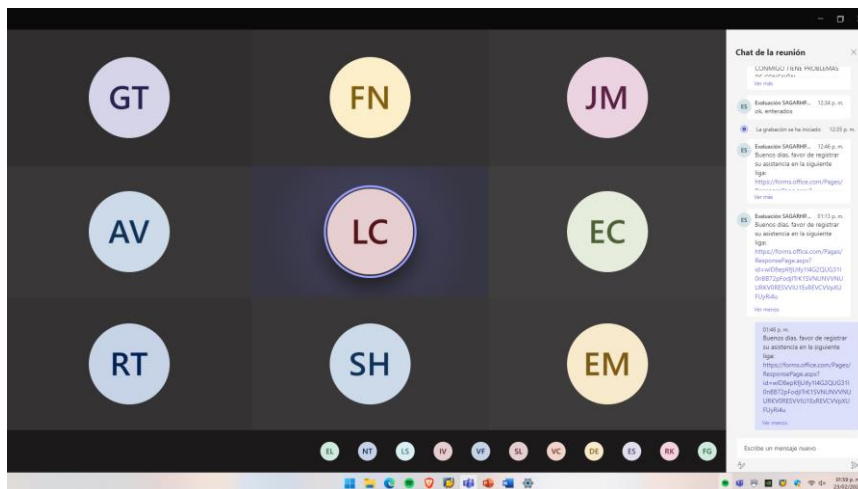 Chat de la reunión
CONMIGO TIENE PROBLEMAS
Ver más
ES
Evaluación SAGARHP... 12:34 p. m.
ok, enterados
La grabación se ha iniciado 12:35 p. m.
ES
Evaluación SAGARHP... 12:46 p. m.
Buenos días, favor de registrar
su asistencia en la siguiente
liga:
https://forms.office.com/Pages/
Ver más
ES
Evaluación SAGARHP... 01:13 p. m.
Buenos días, favor de registrar
su asistencia en la siguiente
liga:
https://forms.office.com/Pages/
ResponsePage.aspx?
Ver menos
01:46 p. m.
Buenos días, favor de registrar
su asistencia en la siguiente
liga:
https://forms.office.com/Pages/
ResponsePage.aspx?
Ver menos
Escribe un mensaje nuevo
GT FN JM
AV LC EC
RT SH EM
EL NT LS IV VF SL VC DE ES RK FG
01:59 p. m.